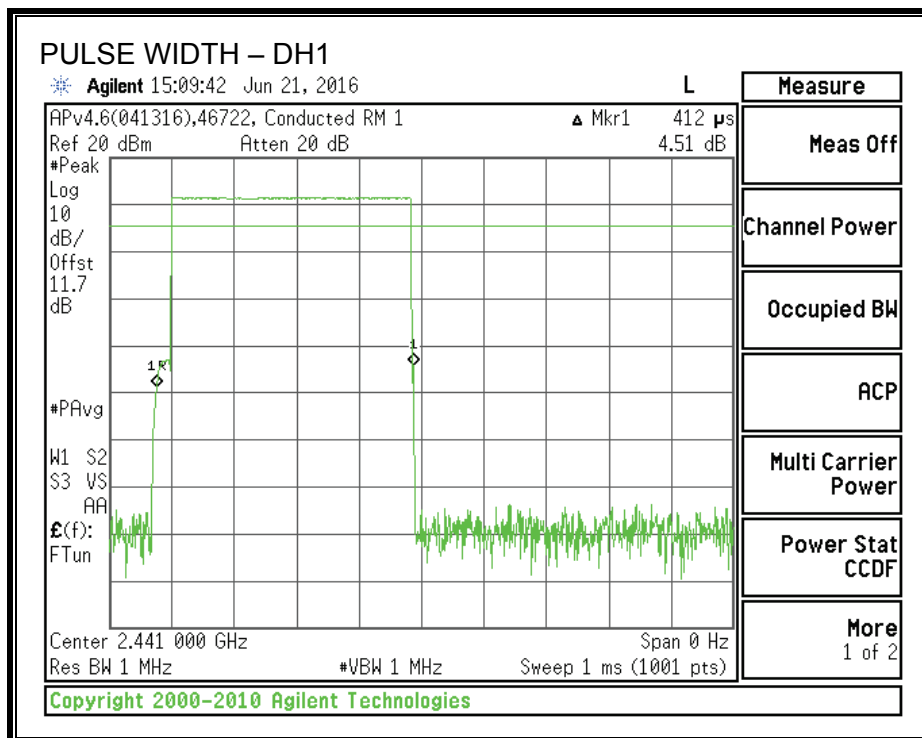 PULSE WIDTH – DH1
Agilent 15:09:42 Jun 21, 2016 L
Measure
APv4.6(041316),46722, Conducted RM 1 Δ Mkr1 412 µs
Ref 20 dBm Atten 20 dB 4.51 dB
Meas Off
#Peak
Log
10
dB/
Offst
11.7
dB
Channel Power
Occupied BW
1R
1
ACP
#PAvg
Multi Carrier
Power
W1 S2
S3 VS
AA
£(f):
FTun
Power Stat
CCDF
Center 2.441 000 GHz Span 0 Hz
Res BW 1 MHz #VBW 1 MHz Sweep 1 ms (1001 pts)
More
1 of 2
Copyright 2000-2010 Agilent Technologies